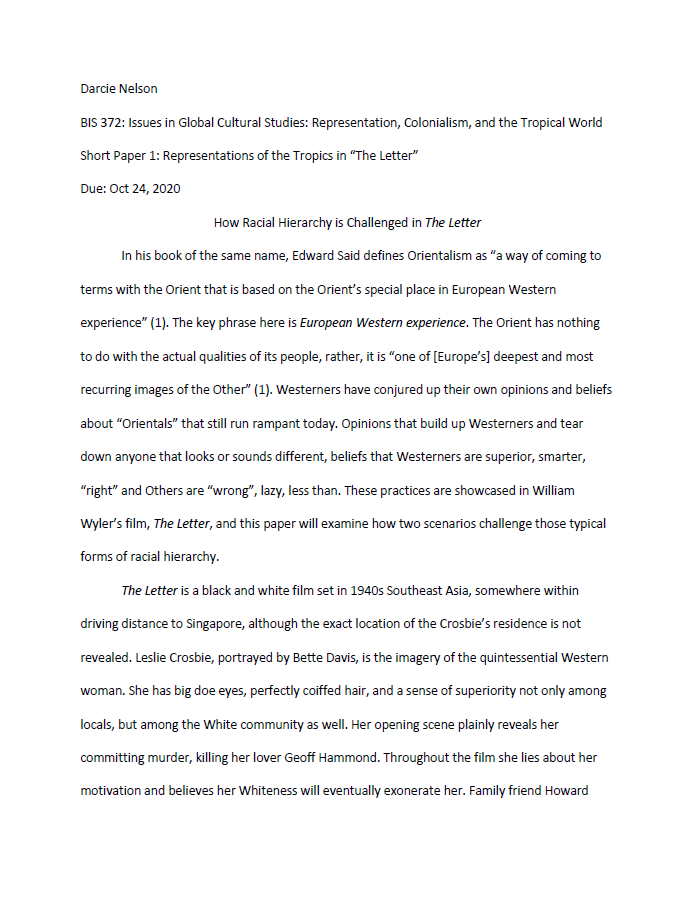 Darcie Nelson
BIS 372: Issues in Global Cultural Studies: Representation, Colonialism, and the Tropical World
Short Paper 1: Representations of the Tropics in “The Letter”
Due: Oct 24, 2020
How Racial Hierarchy is Challenged in The Letter
In his book of the same name, Edward Said defines Orientalism as “a way of coming to
terms with the Orient that is based on the Orient’s special place in European Western
experience” (1). The key phrase here is European Western experience. The Orient has nothing
to do with the actual qualities of its people, rather, it is “one of [Europe’s] deepest and most
recurring images of the Other” (1). Westerners have conjured up their own opinions and beliefs
about “Orientals” that still run rampant today. Opinions that build up Westerners and tear
down anyone that looks or sounds different, beliefs that Westerners are superior, smarter,
“right” and Others are “wrong”, lazy, less than. These practices are showcased in William
Wyler’s film, The Letter, and this paper will examine how two scenarios challenge those typical
forms of racial hierarchy.
The Letter is a black and white film set in 1940s Southeast Asia, somewhere within
driving distance to Singapore, although the exact location of the Crosbie’s residence is not
revealed. Leslie Crosbie, portrayed by Bette Davis, is the imagery of the quintessential Western
woman. She has big doe eyes, perfectly coiffed hair, and a sense of superiority not only among
locals, but among the White community as well. Her opening scene plainly reveals her
committing murder, killing her lover Geoff Hammond. Throughout the film she lies about her
motivation and believes her Whiteness will eventually exonerate her. Family friend Howard